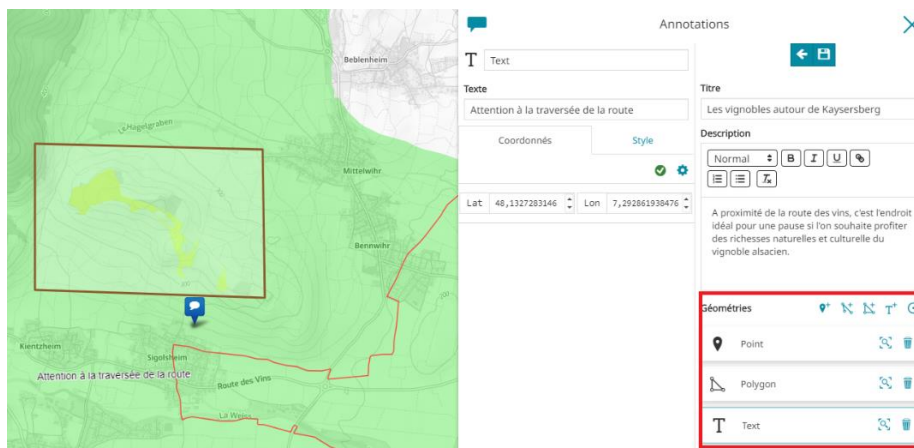 Beblenheim
Le Hagelgraben
Mittelwihr
Bennwihr
Kientzheim
Sigolsheim
Attention à la traversée de la route
Route des Vins
La Weiss
Annotations
T Text
Texte
Attention à la traversée de la route
Coordonnés
Style
Lat 48,1327283146
Lon 7,292861938476
Titre
Les vignobles autour de Kaysersberg
Description
Normal B I U
A proximité de la route des vins, c'est l'endroit
idéal pour une pause si l'on souhaite profiter
des richesses naturelles et culturelle du
vignoble alsacien.
Géométries
Point
Polygon
T Text